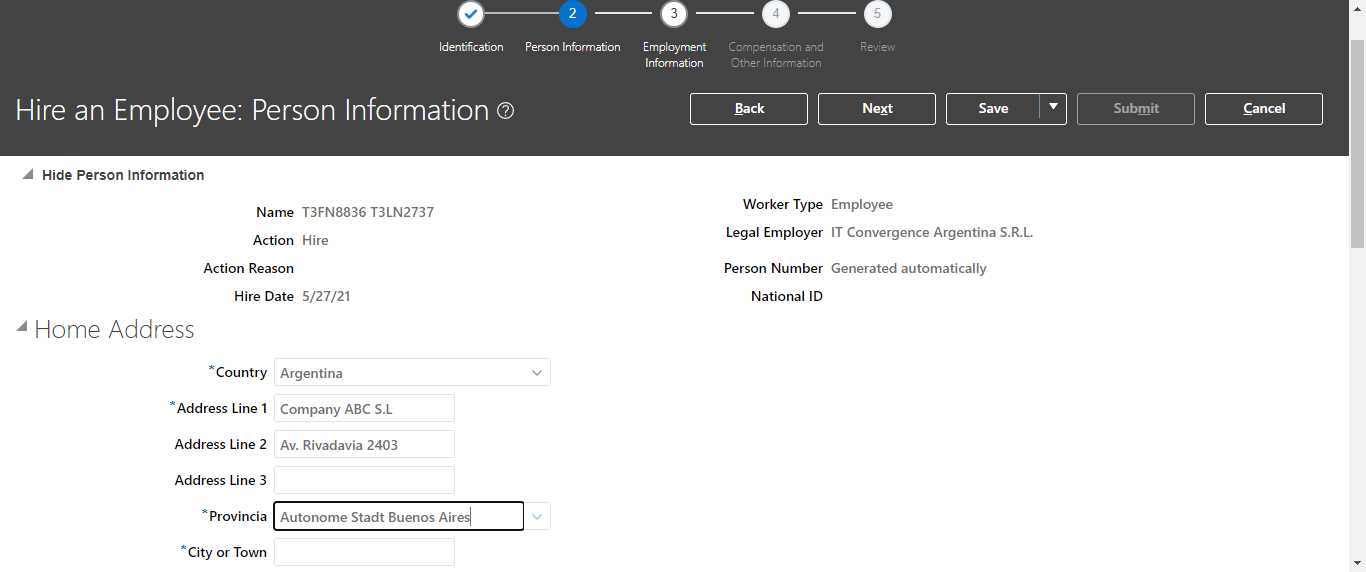 2 3 4 5
Identification Person Information Employment Information Compensation and Other Information Review
Hire an Employee: Person Information ?
Back Next Save Submit Cancel
Hide Person Information
Name T3FN8836 T3LN2737
Action Hire
Action Reason
Hire Date 5/27/21
Worker Type Employee
Legal Employer IT Convergence Argentina S.R.L.
Person Number Generated automatically
National ID
Home Address
*Country Argentina
*Address Line 1 Company ABC S.L
Address Line 2 Av. Rivadavia 2403
Address Line 3
*Provincia Autonome Stadt Buenos Aires
*City or Town